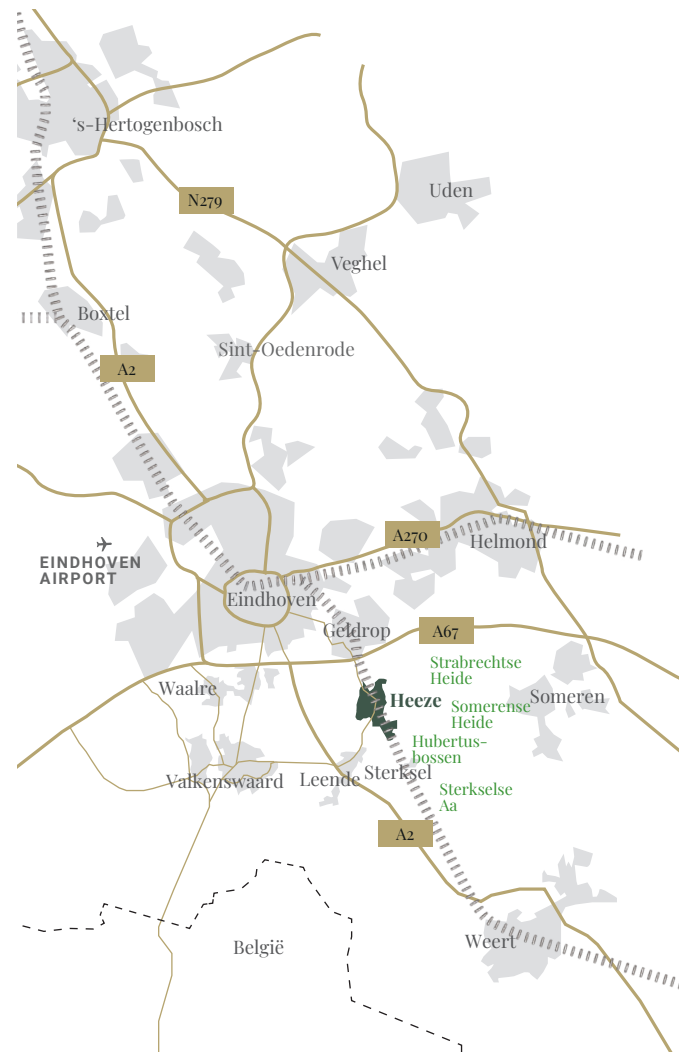 ‘s-Hertogenbosch
N279
Uden
Veghel
Boxtel
Sint-Oedenrode
A2
A270
Helmond
EINDHOVEN
AIRPORT
Eindhoven
Geldrop
A67
Strabrechtse
Heide
Waalre
Heeze
Someren
Somerense
Heide
Hubertus-
bossen
Sterksel
Leende
Valkenswaard
Sterkselse
Aa
A2
Weert
België